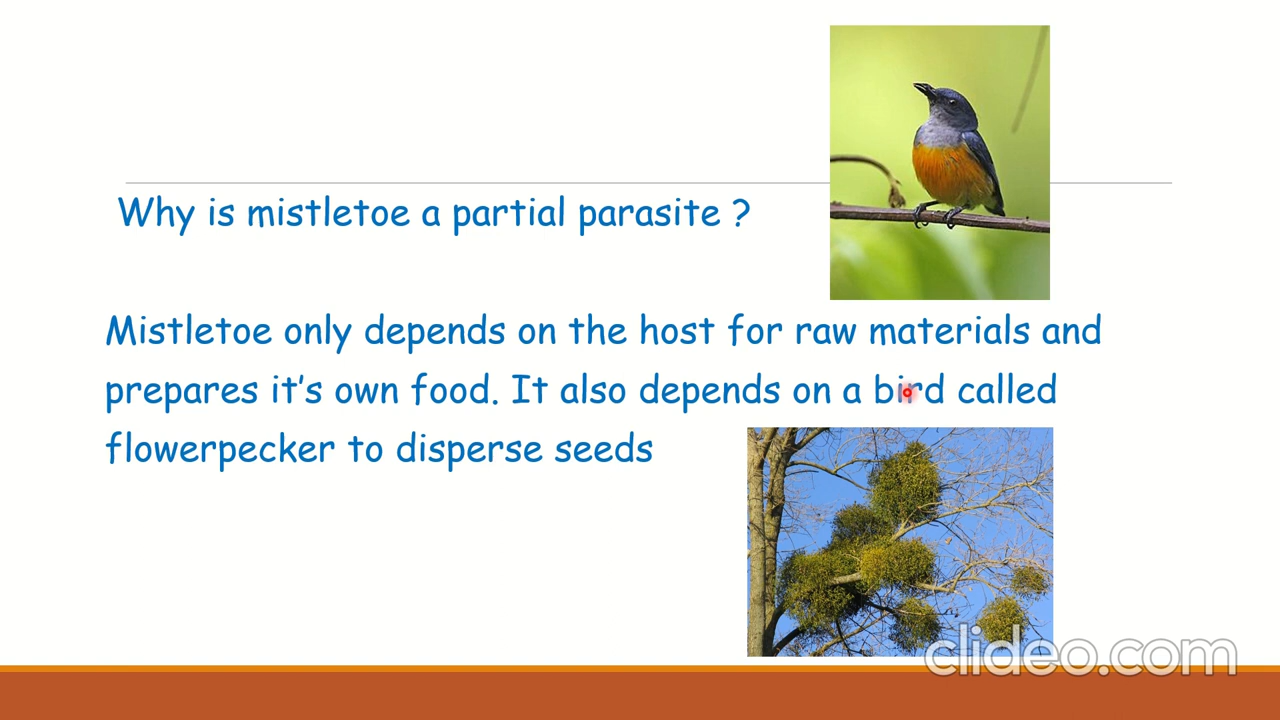 Why is mistletoe a partial parasite ?
Mistletoe only depends on the host for raw materials and
prepares it’s own food. It also depends on a bird called
flowerpecker to disperse seeds
clideo.com